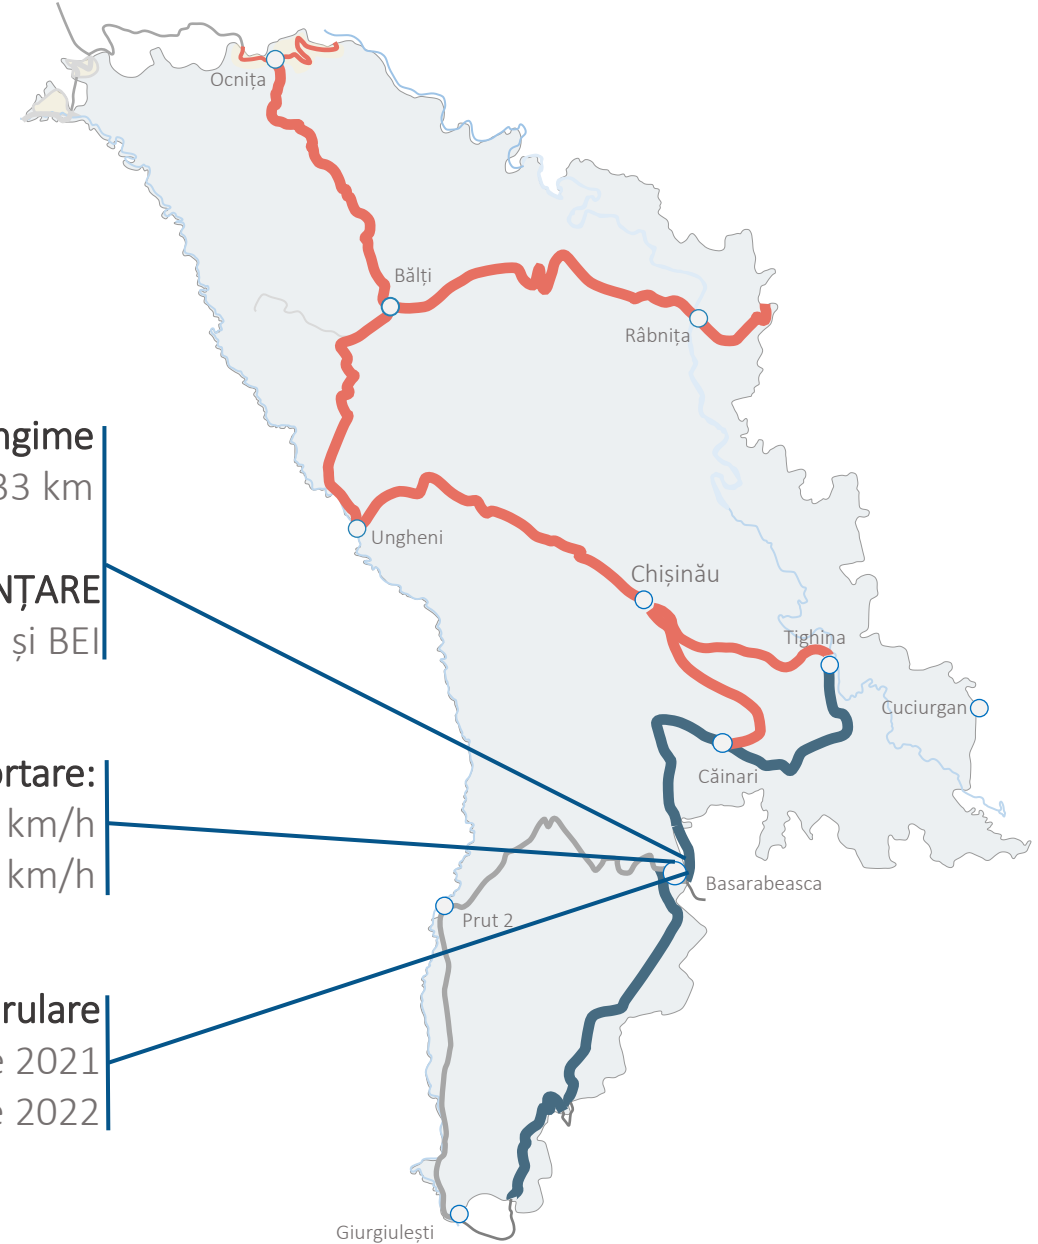 Ocnița
Bălți
Râbnița
ngime
33 km
Ungheni
NȚARE
Chișinău
și BEI
Tighina
Cuciurgan
ortare:
Căinari
km/h
km/h
Basarabeasca
Prut 2
rulare
e 2021
e 2022
Giurgiulești